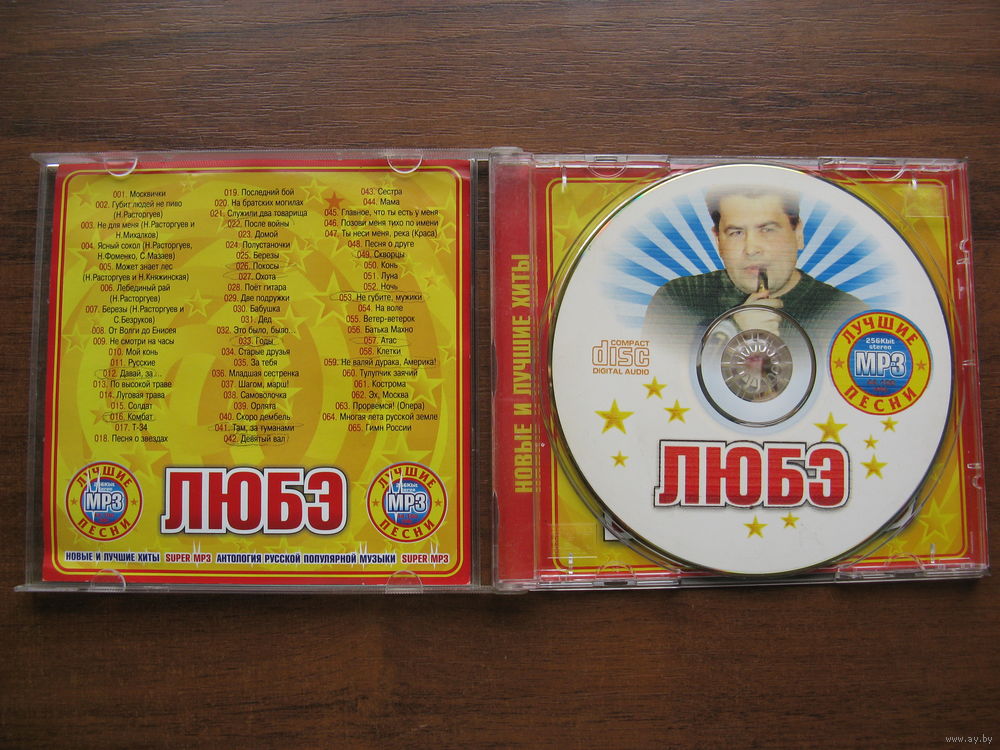 001. Москвички
002. Губит людей не пиво
(Н.Расторгуев)
003. Не для меня (Н.Расторгуев и
Н.Михалков)
004. Ясный сокол (Н.Расторгуев,
Н.Фоменко, С.Мазаев)
005. Может знает лес
(Н.Расторгуев и Н.Княжинская)
006. Лебединый рай
(Н.Расторгуев)
007. Березы (Н.Расторгуев и
С.Безруков)
008. От Волги до Енисея
009. Не смотри на часы
010. Мой конь
011. Русские
012. Давай, за...
013. По высокой траве
014. Луговая трава
015. Солдат
016. Комбат
017. Т-34
018. Песня о звездах
019. Последний бой
020. На братских могилах
021. Служили два товарища
022. После войны
023. Домой
024. Полустаночки
025. Березы
026. Покосы
027. Охота
028. Поёт гитара
029. Две подружки
030. Бабушка
031. Дед
032. Это было, было...
033. Годы
034. Старые друзья
035. За тебя
036. Младшая сестренка
037. Шагом, марш!
038. Самоволочка
039. Орляга
040. Скоро дембель
041. Там, за туманами
042. Девятый вал
043. Сестра
044. Мама
045. Главное, что ты есть у меня
046. Позови меня тихо по имени
047. Ты неси меня, река (Краса)
048. Песня о друге
049. Скворцы
050. Конь
051. Луна
052. Ночь
053. Не губите, мужики
054. На воле
055. Ветер-ветерок
056. Батька Махно
057. Атас
058. Клетки
059. Не валяй дурака, Америка!
060. Тулупчик заячий
061. Кострома
062. Эх, Москва
063. Прорвемся! (Опера)
064. Многая лета русской земле
065. Гимн России
ЛУЧШИЕ
256Kbit
stereo
MP3
ПЕСНИ
ЛЮБЭ
ЛУЧШИЕ
256Kbit
stereo
MP3
ПЕСНИ
НОВЫЕ И ЛУЧШИЕ ХИТЫ SUPER MP3 АНТОЛОГИЯ РУССКОЙ ПОПУЛЯРНОЙ МУЗЫКИ SUPER MP3
НОВЫЕ И ЛУЧШИЕ ХИТЫ
COMPACT
disc
DIGITAL AUDIO
ЛУЧШИЕ
256Kbit
stereo
MP3
ПЕСНИ
ЛЮБЭ
www.ay.by